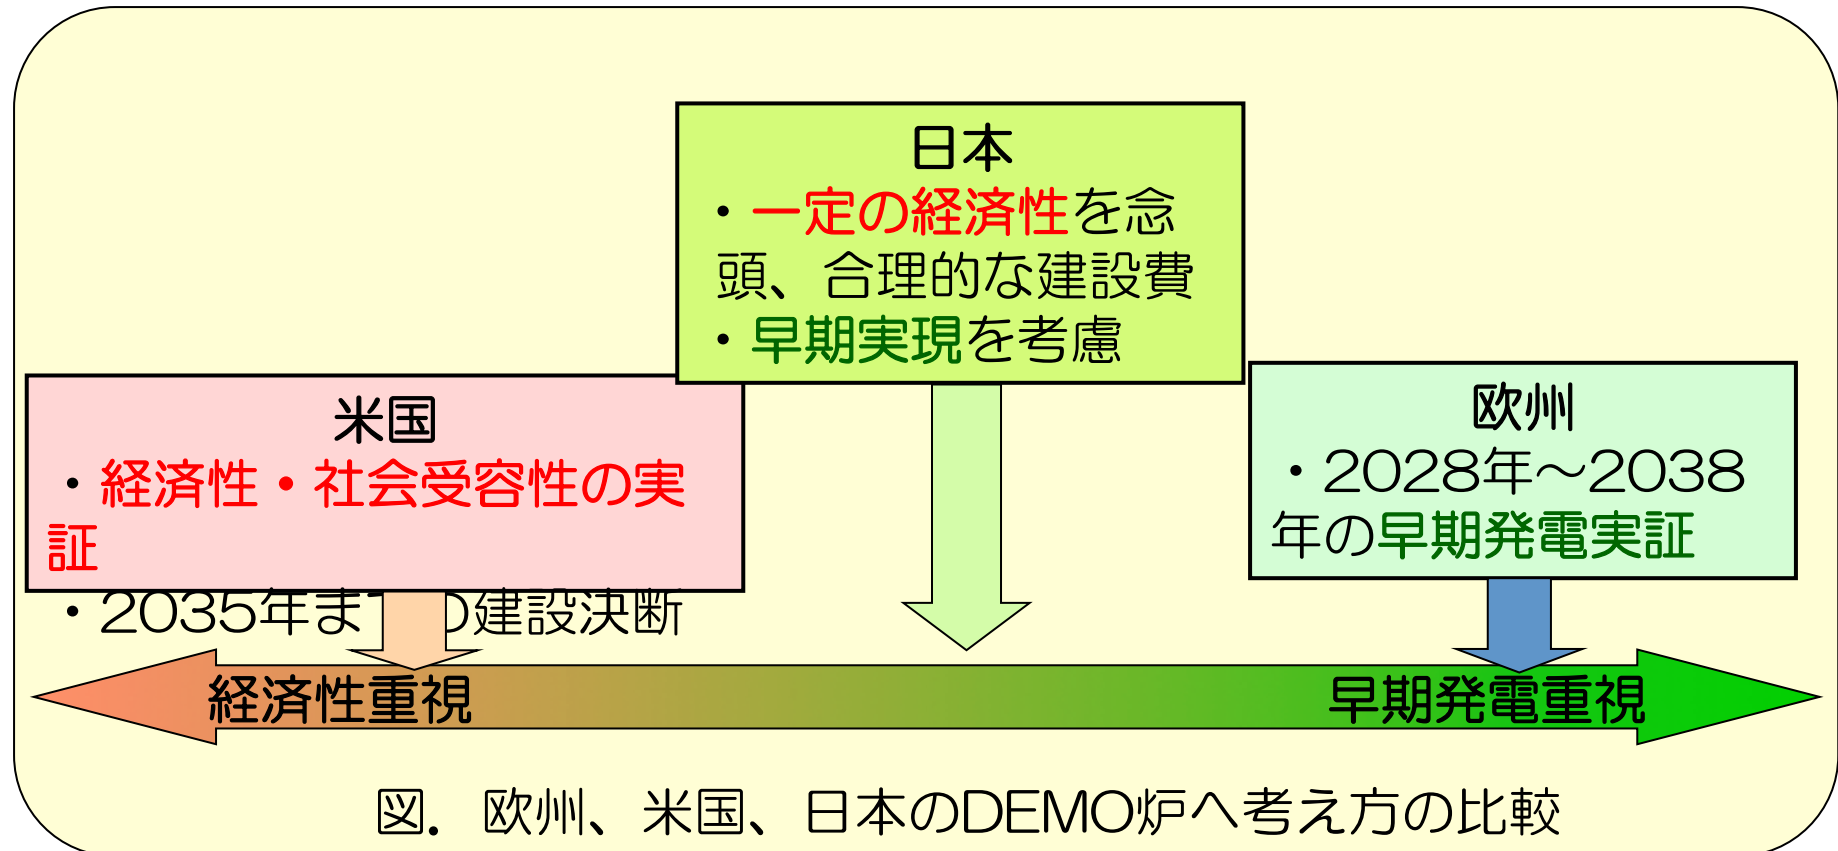 日本
・一定の経済性を念
頭、合理的な建設費
・早期実現を考慮
米国
・経済性・社会受容性の実
証
・2035年ま の建設決断
欧州
・2028年～2038
年の早期発電実証
経済性重視
早期発電重視
図．欧州、米国、日本のDEMO炉へ考え方の比較